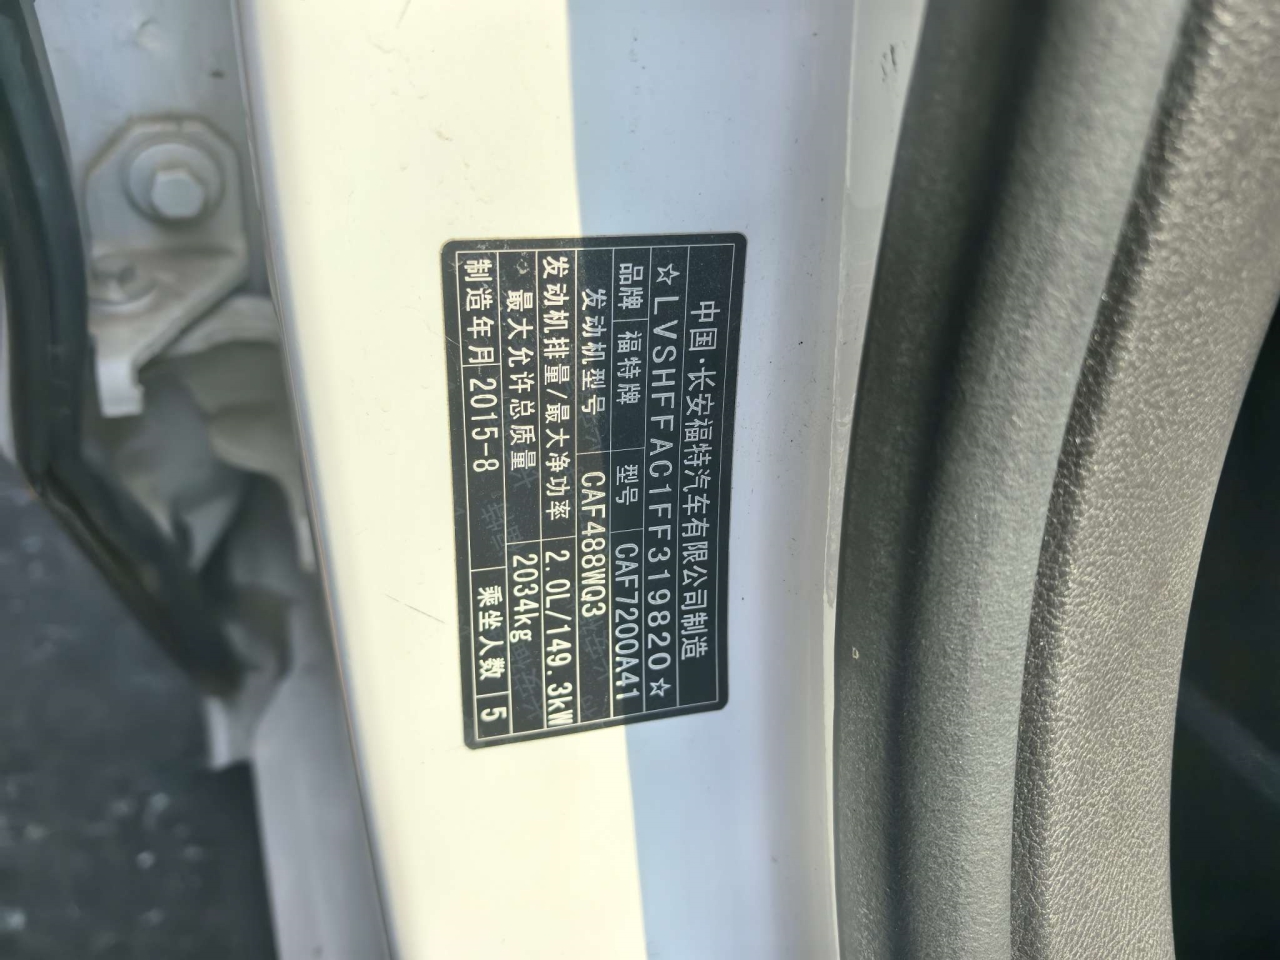 中国·长安福特汽车有限公司制造
☆LVSHFFAC1FF319820☆
品牌 福特牌 型号 CAF7200A41
发动机型号 CAF488WQ3
发动机排量/最大净功率 2.0L/149.3kW
最大允许总质量 2034kg
制造年月 2015-8 乘坐人数 5